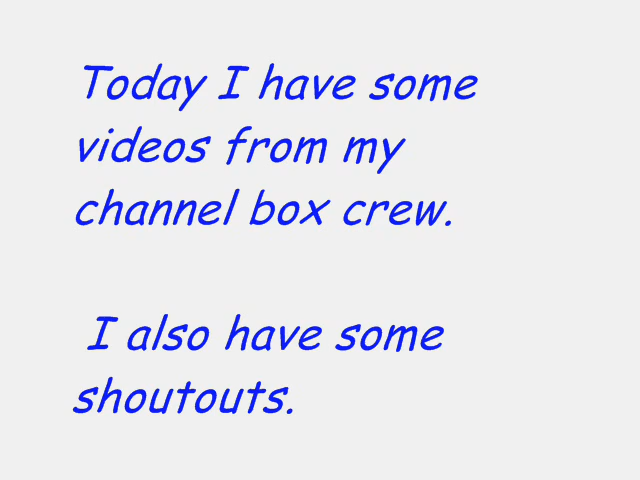 Today I have some
videos from my
channel box crew.
I also have some
shoutouts.